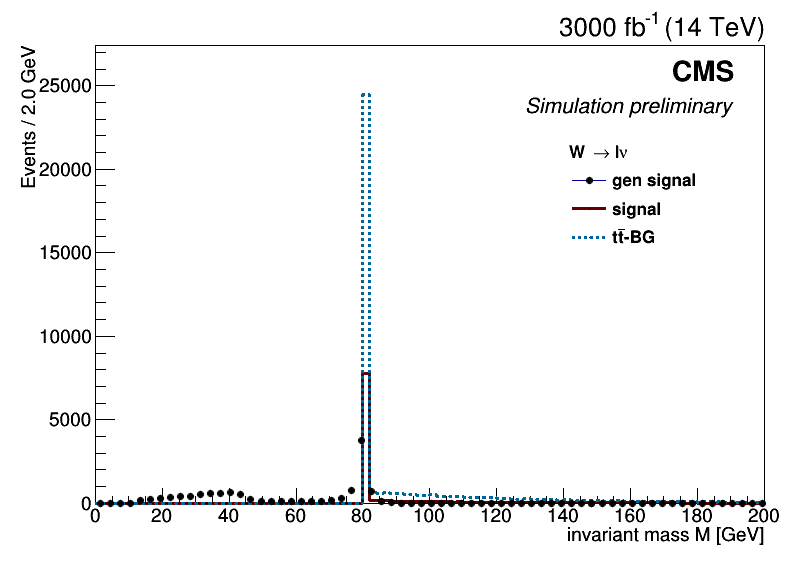 3000 fb⁻¹ (14 TeV)
CMS
Simulation preliminary
W → lν
gen signal
signal
tt̄-BG
Events / 2.0 GeV
25000
20000
15000
10000
5000
0
0 20 40 60 80 100 120 140 160 180 200
invariant mass M [GeV]